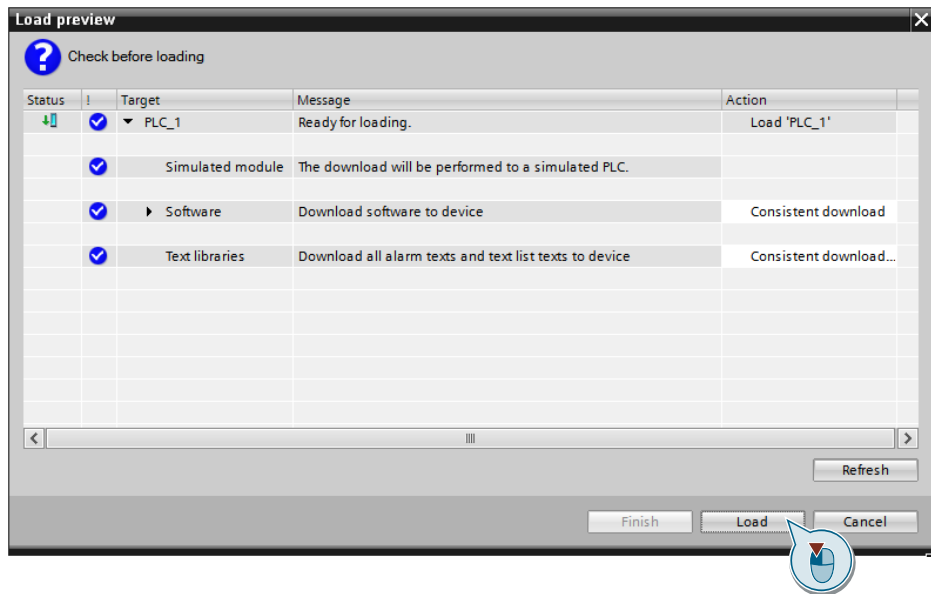 Load preview
Check before loading
Status ! Target Message Action
PLC_1 Ready for loading. Load 'PLC_1'
Simulated module The download will be performed to a simulated PLC.
Software Download software to device Consistent download
Text libraries Download all alarm texts and text list texts to device Consistent download...
Refresh
Finish Load Cancel